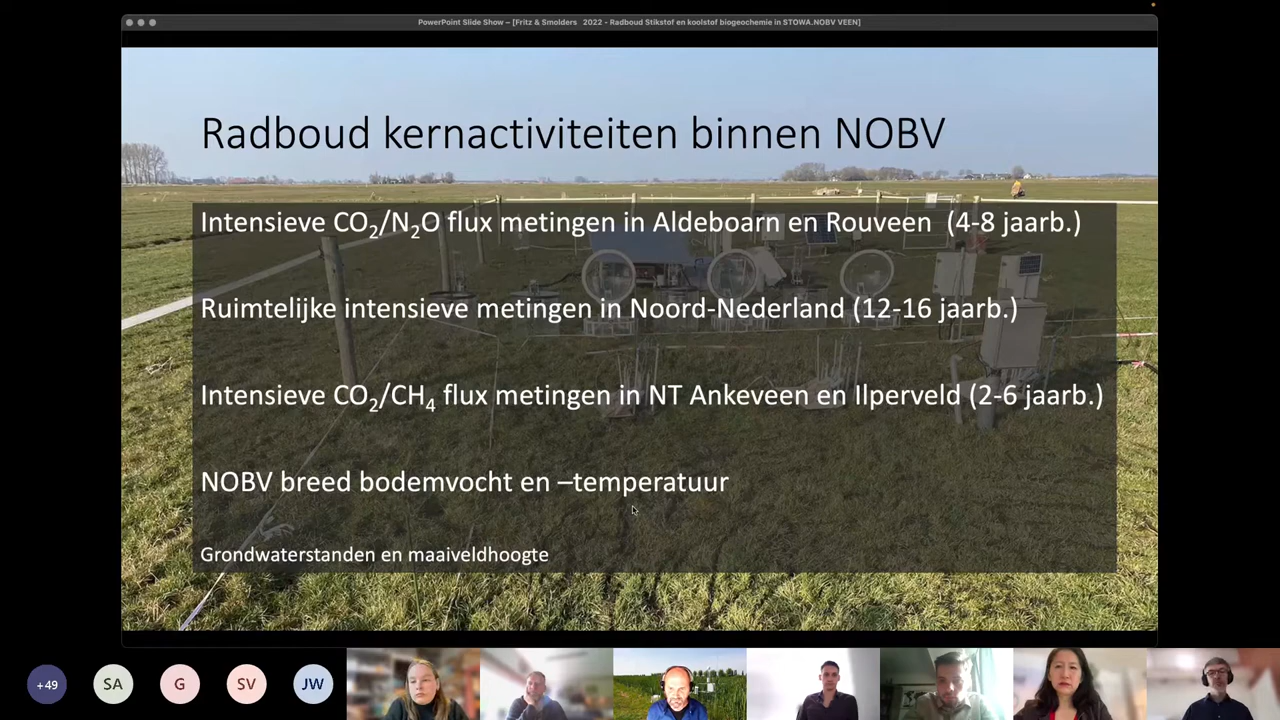 PowerPoint Slide Show – [Fritz & Smolders 2022 - Radboud Stikstof en koolstof biogeochemie in STOWA.NOBV VEEN]
Radboud kernactiviteiten binnen NOBV
Intensieve CO₂/N₂O flux metingen in Aldeboarn en Rouveen (4-8 jaarb.)
Ruimtelijke intensieve metingen in Noord-Nederland (12-16 jaarb.)
Intensieve CO₂/CH₄ flux metingen in NT Ankeveen en Ilperveld (2-6 jaarb.)
NOBV breed bodemvocht en –temperatuur
Grondwaterstanden en maaiveldhoogte
+49 SA G SV JW